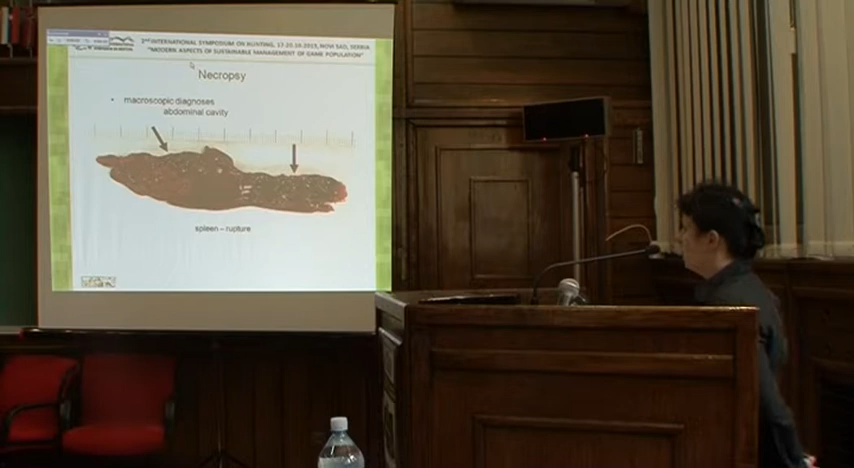 2nd INTERNATIONAL SYMPOSIUM ON HUNTING, 17-20.10.2013, NOVI SAD, SERBIA
"MODERN ASPECTS OF SUSTAINABLE MANAGEMENT OF GAME POPULATION"
Necropsy
• macroscopic diagnoses
abdominal cavity
spleen – rupture